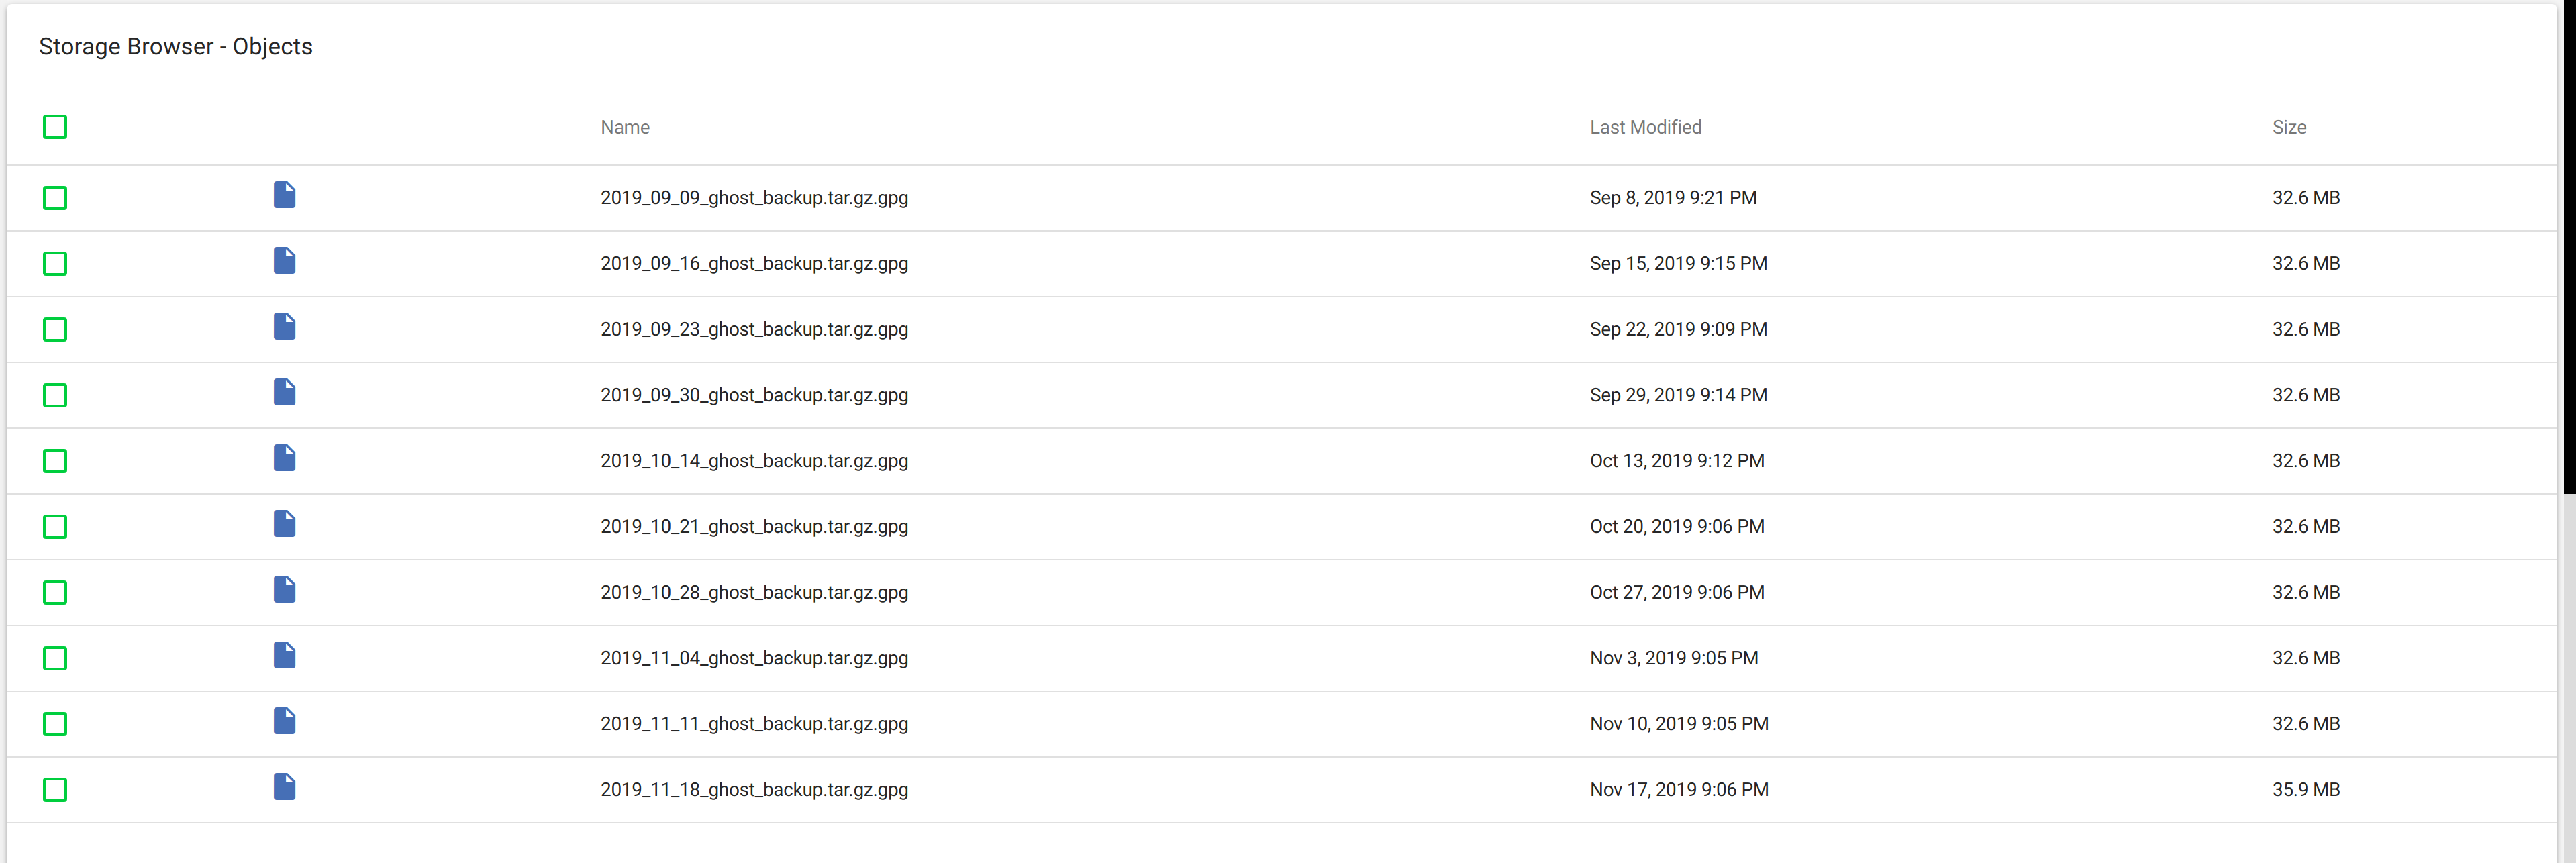 Storage Browser - Objects
Name Last Modified Size
2019_09_09_ghost_backup.tar.gz.gpg Sep 8, 2019 9:21 PM 32.6 MB
2019_09_16_ghost_backup.tar.gz.gpg Sep 15, 2019 9:15 PM 32.6 MB
2019_09_23_ghost_backup.tar.gz.gpg Sep 22, 2019 9:09 PM 32.6 MB
2019_09_30_ghost_backup.tar.gz.gpg Sep 29, 2019 9:14 PM 32.6 MB
2019_10_14_ghost_backup.tar.gz.gpg Oct 13, 2019 9:12 PM 32.6 MB
2019_10_21_ghost_backup.tar.gz.gpg Oct 20, 2019 9:06 PM 32.6 MB
2019_10_28_ghost_backup.tar.gz.gpg Oct 27, 2019 9:06 PM 32.6 MB
2019_11_04_ghost_backup.tar.gz.gpg Nov 3, 2019 9:05 PM 32.6 MB
2019_11_11_ghost_backup.tar.gz.gpg Nov 10, 2019 9:05 PM 32.6 MB
2019_11_18_ghost_backup.tar.gz.gpg Nov 17, 2019 9:06 PM 35.9 MB